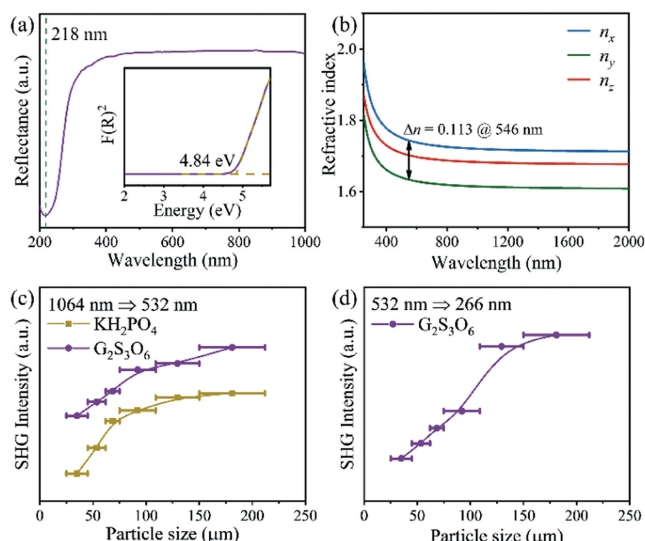 (a)
218 nm
Reflectance (a.u.)
F(R)²
4.84 eV
2 3 4 5
Energy (eV)
200 400 600 800 1000
Wavelength (nm)
(b)
nₓ
n_y
n_z
Δn = 0.113 @ 546 nm
Refractive index
2.0
1.8
1.6
400 800 1200 1600 2000
Wavelength (nm)
(c)
1064 nm ⇒ 532 nm
KH₂PO₄
G₂S₃O₆
SHG Intensity (a.u.)
0 50 100 150 200 250
Particle size (μm)
(d)
532 nm ⇒ 266 nm
G₂S₃O₆
SHG Intensity (a.u.)
0 50 100 150 200 250
Particle size (μm)